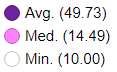 Avg. (49.73)
Med. (14.49)
Min. (10.00)